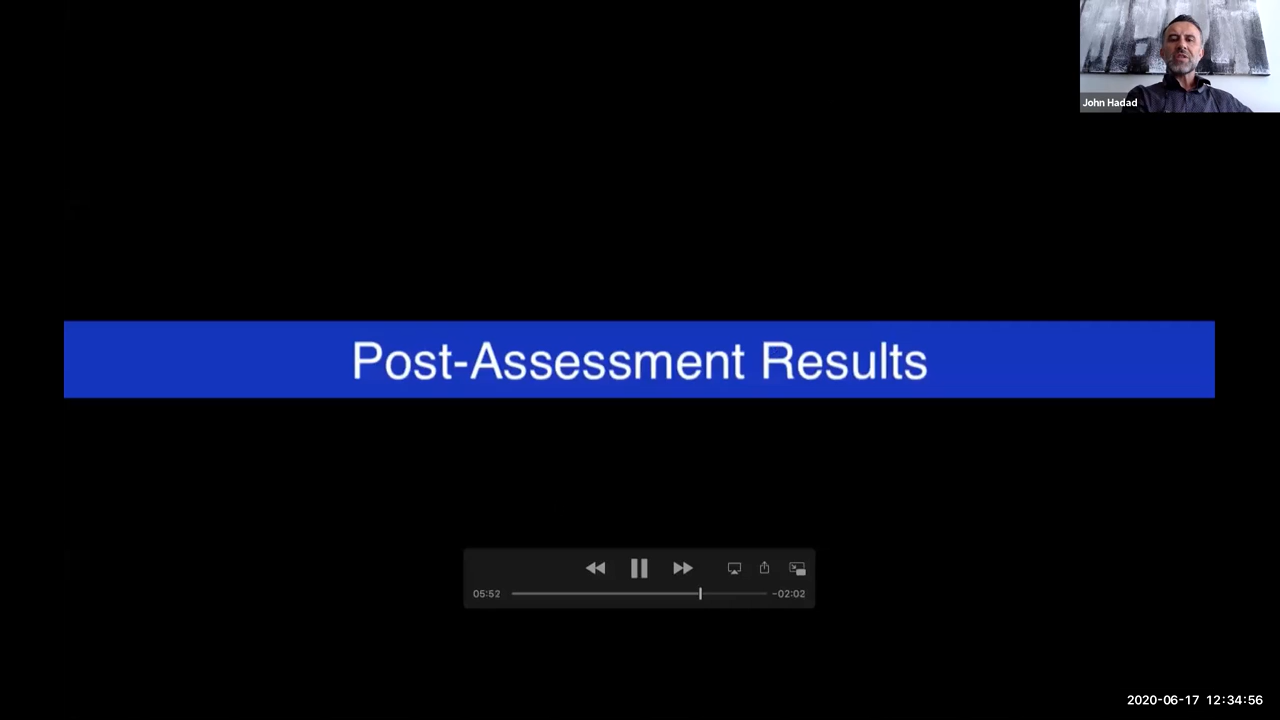 John Hadad
Post-Assessment Results
05:52
-02:02
2020-06-17 12:34:56